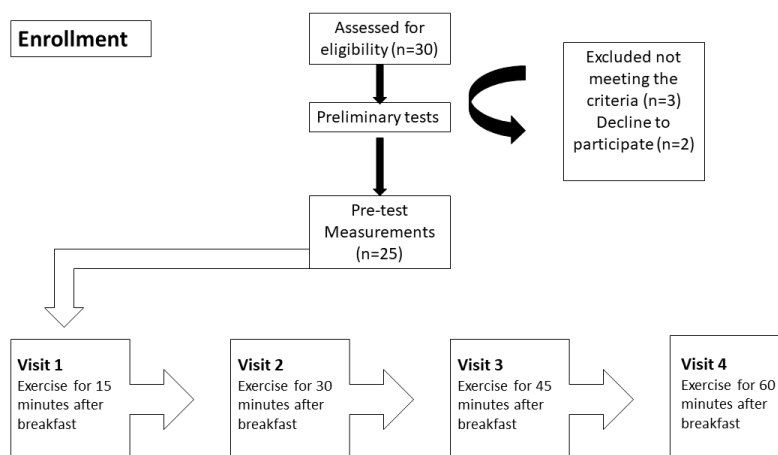 Enrollment
Assessed for
eligibility (n=30)
Excluded not
meeting the
criteria (n=3)
Decline to
participate (n=2)
Preliminary tests
Pre-test
Measurements
(n=25)
Visit 1
Exercise for 15
minutes after
breakfast
Visit 2
Exercise for 30
minutes after
breakfast
Visit 3
Exercise for 45
minutes after
breakfast
Visit 4
Exercise for 60
minutes after
breakfast